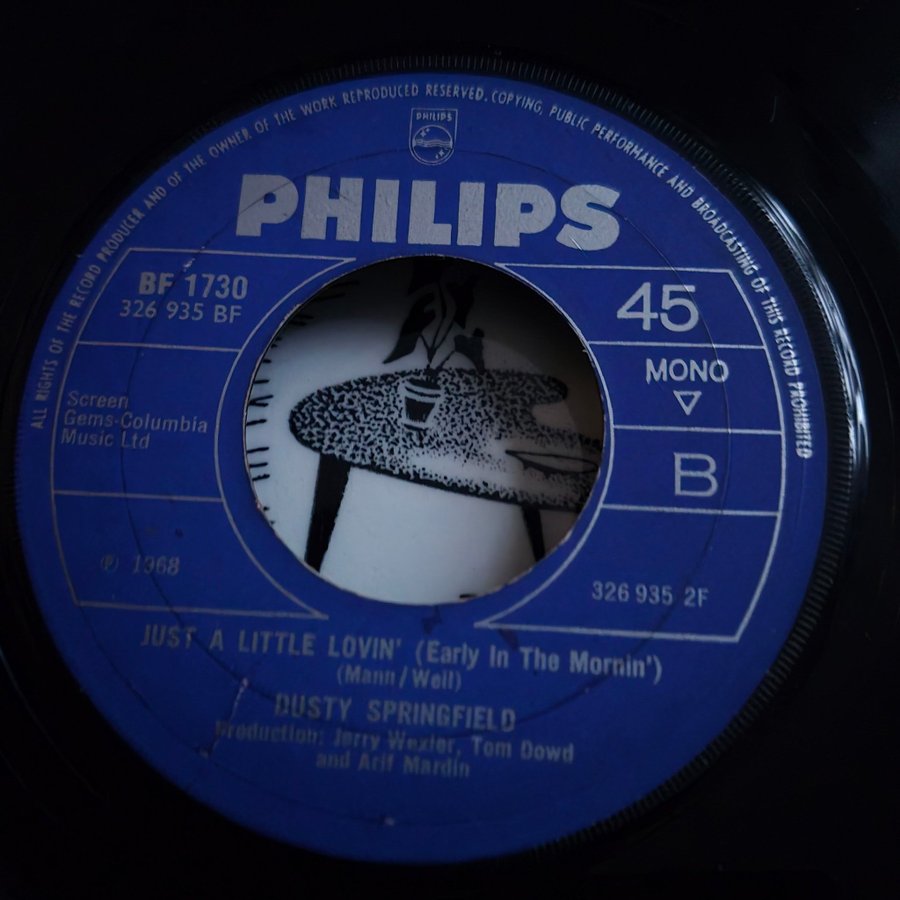 ALL RIGHTS OF THE RECORD PRODUCER AND OF THE OWNER OF THE WORK REPRODUCED RESERVED. COPYING, PUBLIC PERFORMANCE AND BROADCASTING OF THIS RECORD PROHIBITED
PHILIPS
PHILIPS
BF 1730
326 935 BF
45
MONO
Screen
Gems-Columbia
Music Ltd
B
℗ 1968
326 935 2F
JUST A LITTLE LOVIN' (Early In The Mornin')
(Mann/Weil)
DUSTY SPRINGFIELD
Production: Jerry Wexler, Tom Dowd
and Arif Mardin